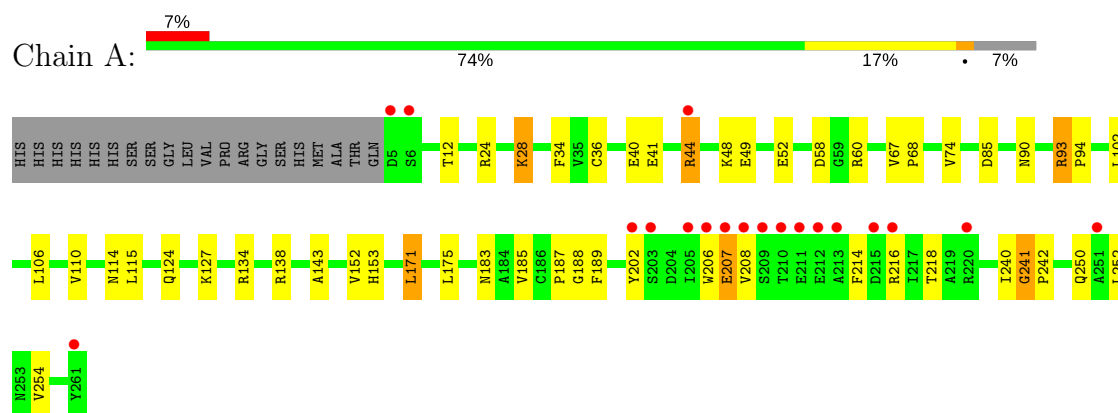 7%
Chain A:
74% 17% • 7%
HIS HIS HIS HIS HIS HIS SER SER GLY LEU VAL PRO ARG GLY SER HIS MET ALA THR GLN D5 S6 T12 R24 K28 F34 V35 C36 E40 E41 R44 K48 E49 E52 D58 G59 R60 V67 P68 V74 D85 N90 R93 P94 L102
L106 V110 N114 L115 Q124 K127 R134 R138 A143 V152 H153 L171 L175 N183 A184 V185 C186 P187 G188 F189 Y202 S203 D204 I205 W206 E207 V208 S209 T210 E211 E212 A213 F214 D215 R216 I217 T218 A219 R220 I240 G241 P242 Q250 A251 L252
N253 V254 Y261